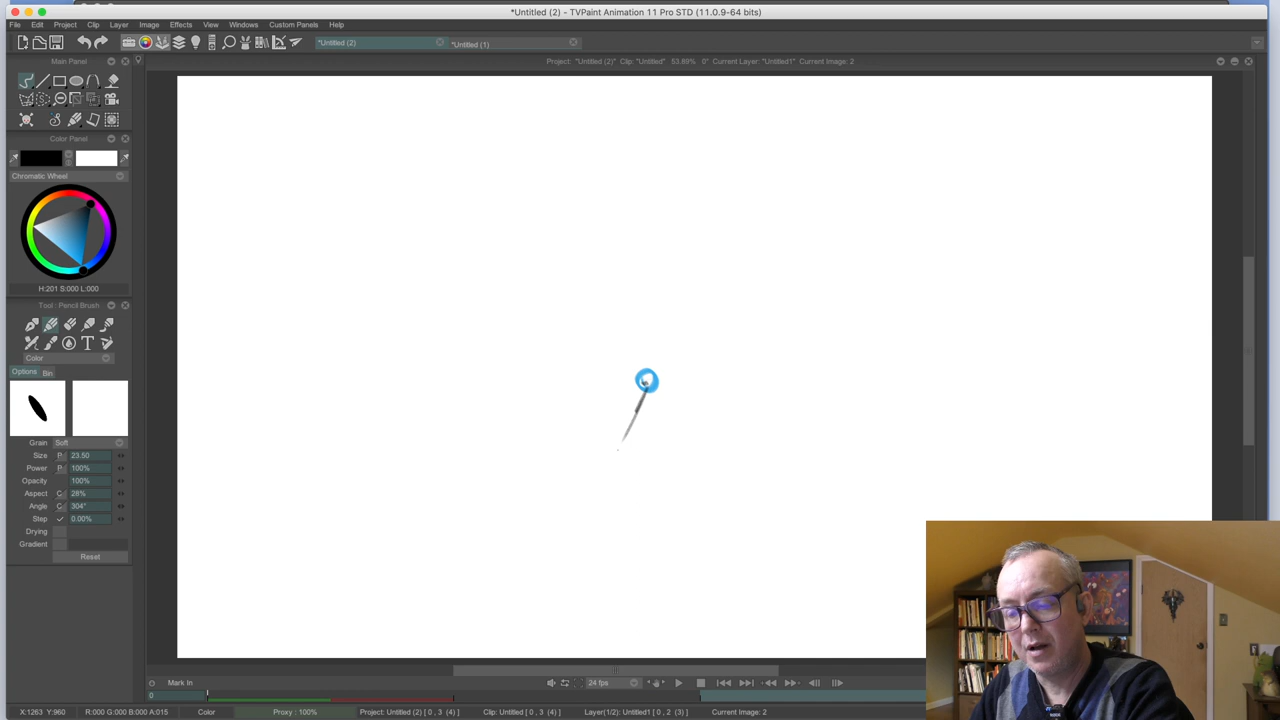 *Untitled (2) - TVPaint Animation 11 Pro STD (11.0.9-64 bits)
File Edit Project Clip Layer Image Effects View Windows Custom Panels Help
*Untitled (2) *Untitled (1)
Main Panel
Project: "Untitled (2)" Clip: "Untitled" 53.69% 0° Current Layer: "Untitled1" Current Image: 2
Color Panel
Chromatic Wheel
H:201 S:000 L:000
Tool : Pencil Brush
Color
Options Bin
Grain Soft
Size P 23.50
Power P 100%
Opacity 100%
Aspect C 28%
Angle C 304°
Step 0.00%
Drying
Gradient
Reset
Mark In
24 fps
0
X:1263 Y:960 R:000 G:000 B:000 A:015 Color Proxy : 100% Project: Untitled (2) [ 0 , 3 (4) ] Clip: Untitled [ 0 , 3 (4) ] Layer(1/2): Untitled1 [ 0 , 2 (3) ] Current Image: 2